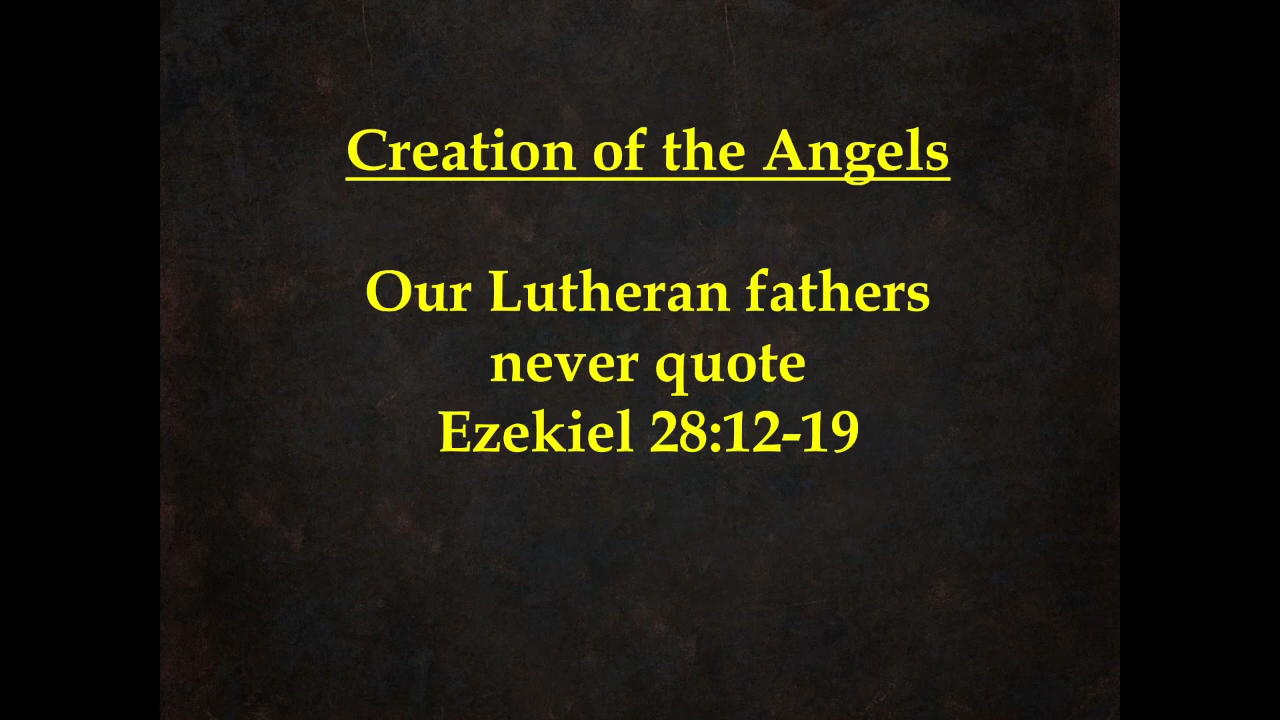 Creation of the Angels
Our Lutheran fathers
never quote
Ezekiel 28:12-19